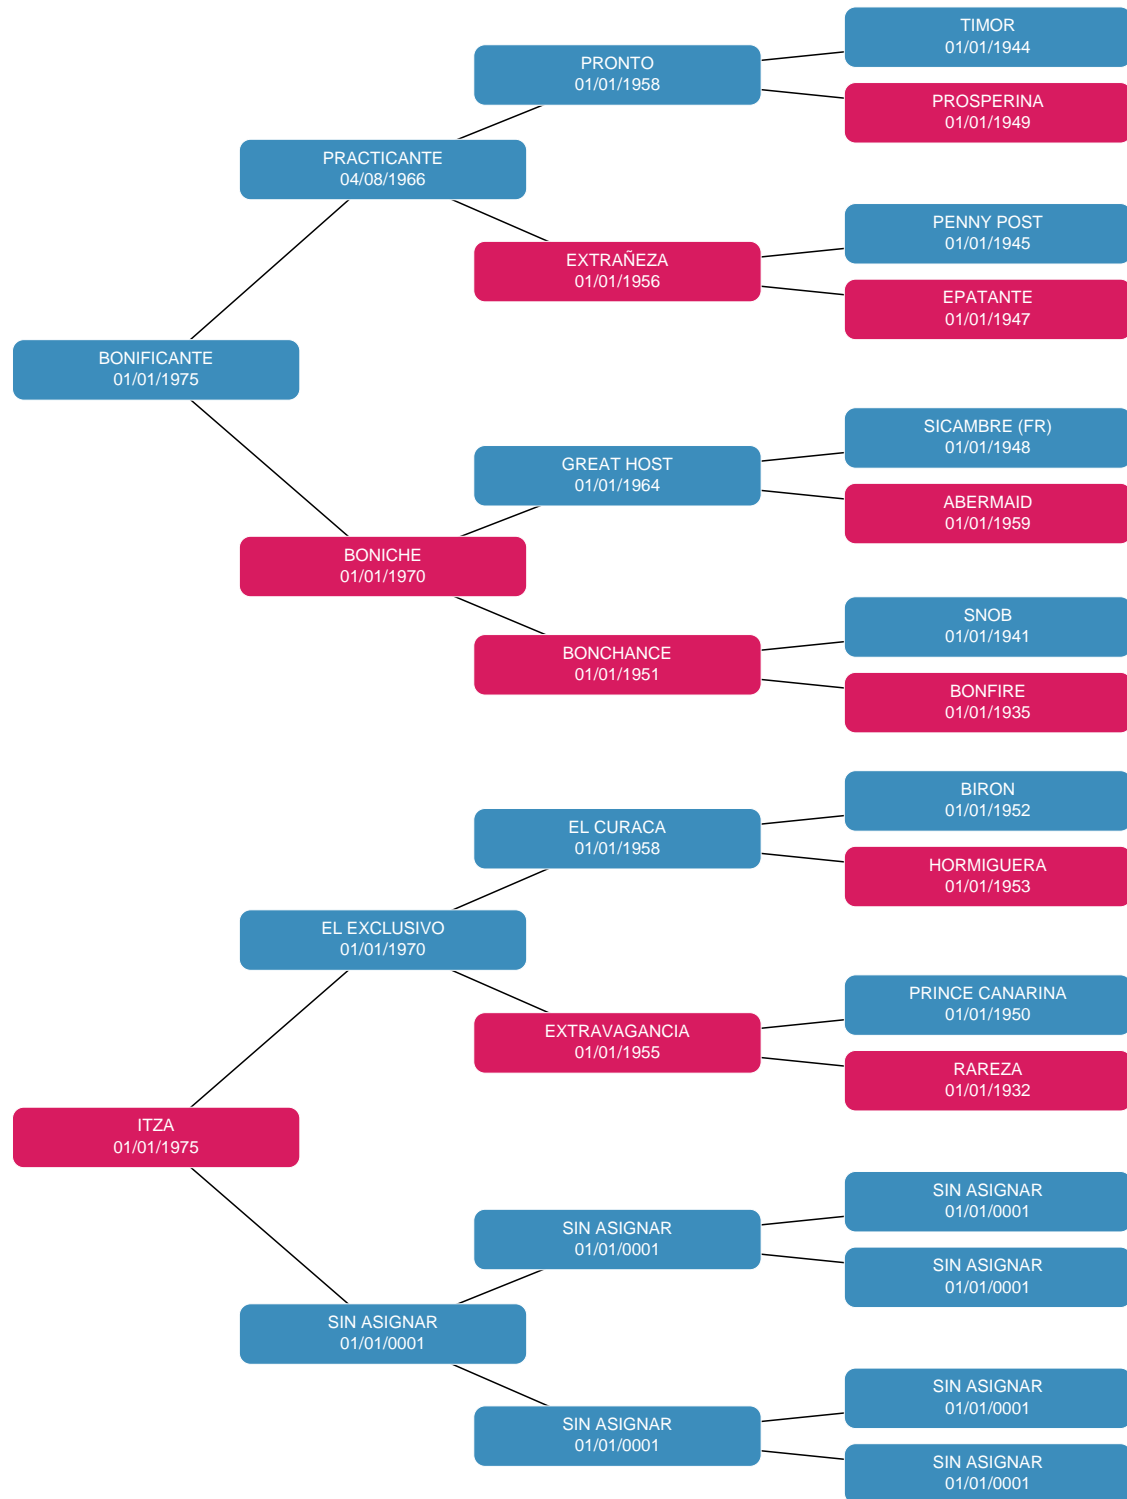 TIMOR
01/01/1944
PRONTO
01/01/1958
PROSPERINA
01/01/1949
PRACTICANTE
04/08/1966
PENNY POST
01/01/1945
EXTRAÑEZA
01/01/1956
EPATANTE
01/01/1947
BONIFICANTE
01/01/1975
SICAMBRE (FR)
01/01/1948
GREAT HOST
01/01/1964
ABERMAID
01/01/1959
BONICHE
01/01/1970
SNOB
01/01/1941
BONCHANCE
01/01/1951
BONFIRE
01/01/1935
BIRON
01/01/1952
EL CURACA
01/01/1958
HORMIGUERA
01/01/1953
EL EXCLUSIVO
01/01/1970
PRINCE CANARINA
01/01/1950
EXTRAVAGANCIA
01/01/1955
RAREZA
01/01/1932
ITZA
01/01/1975
SIN ASIGNAR
01/01/0001
SIN ASIGNAR
01/01/0001
SIN ASIGNAR
01/01/0001
SIN ASIGNAR
01/01/0001
SIN ASIGNAR
01/01/0001
SIN ASIGNAR
01/01/0001
SIN ASIGNAR
01/01/0001